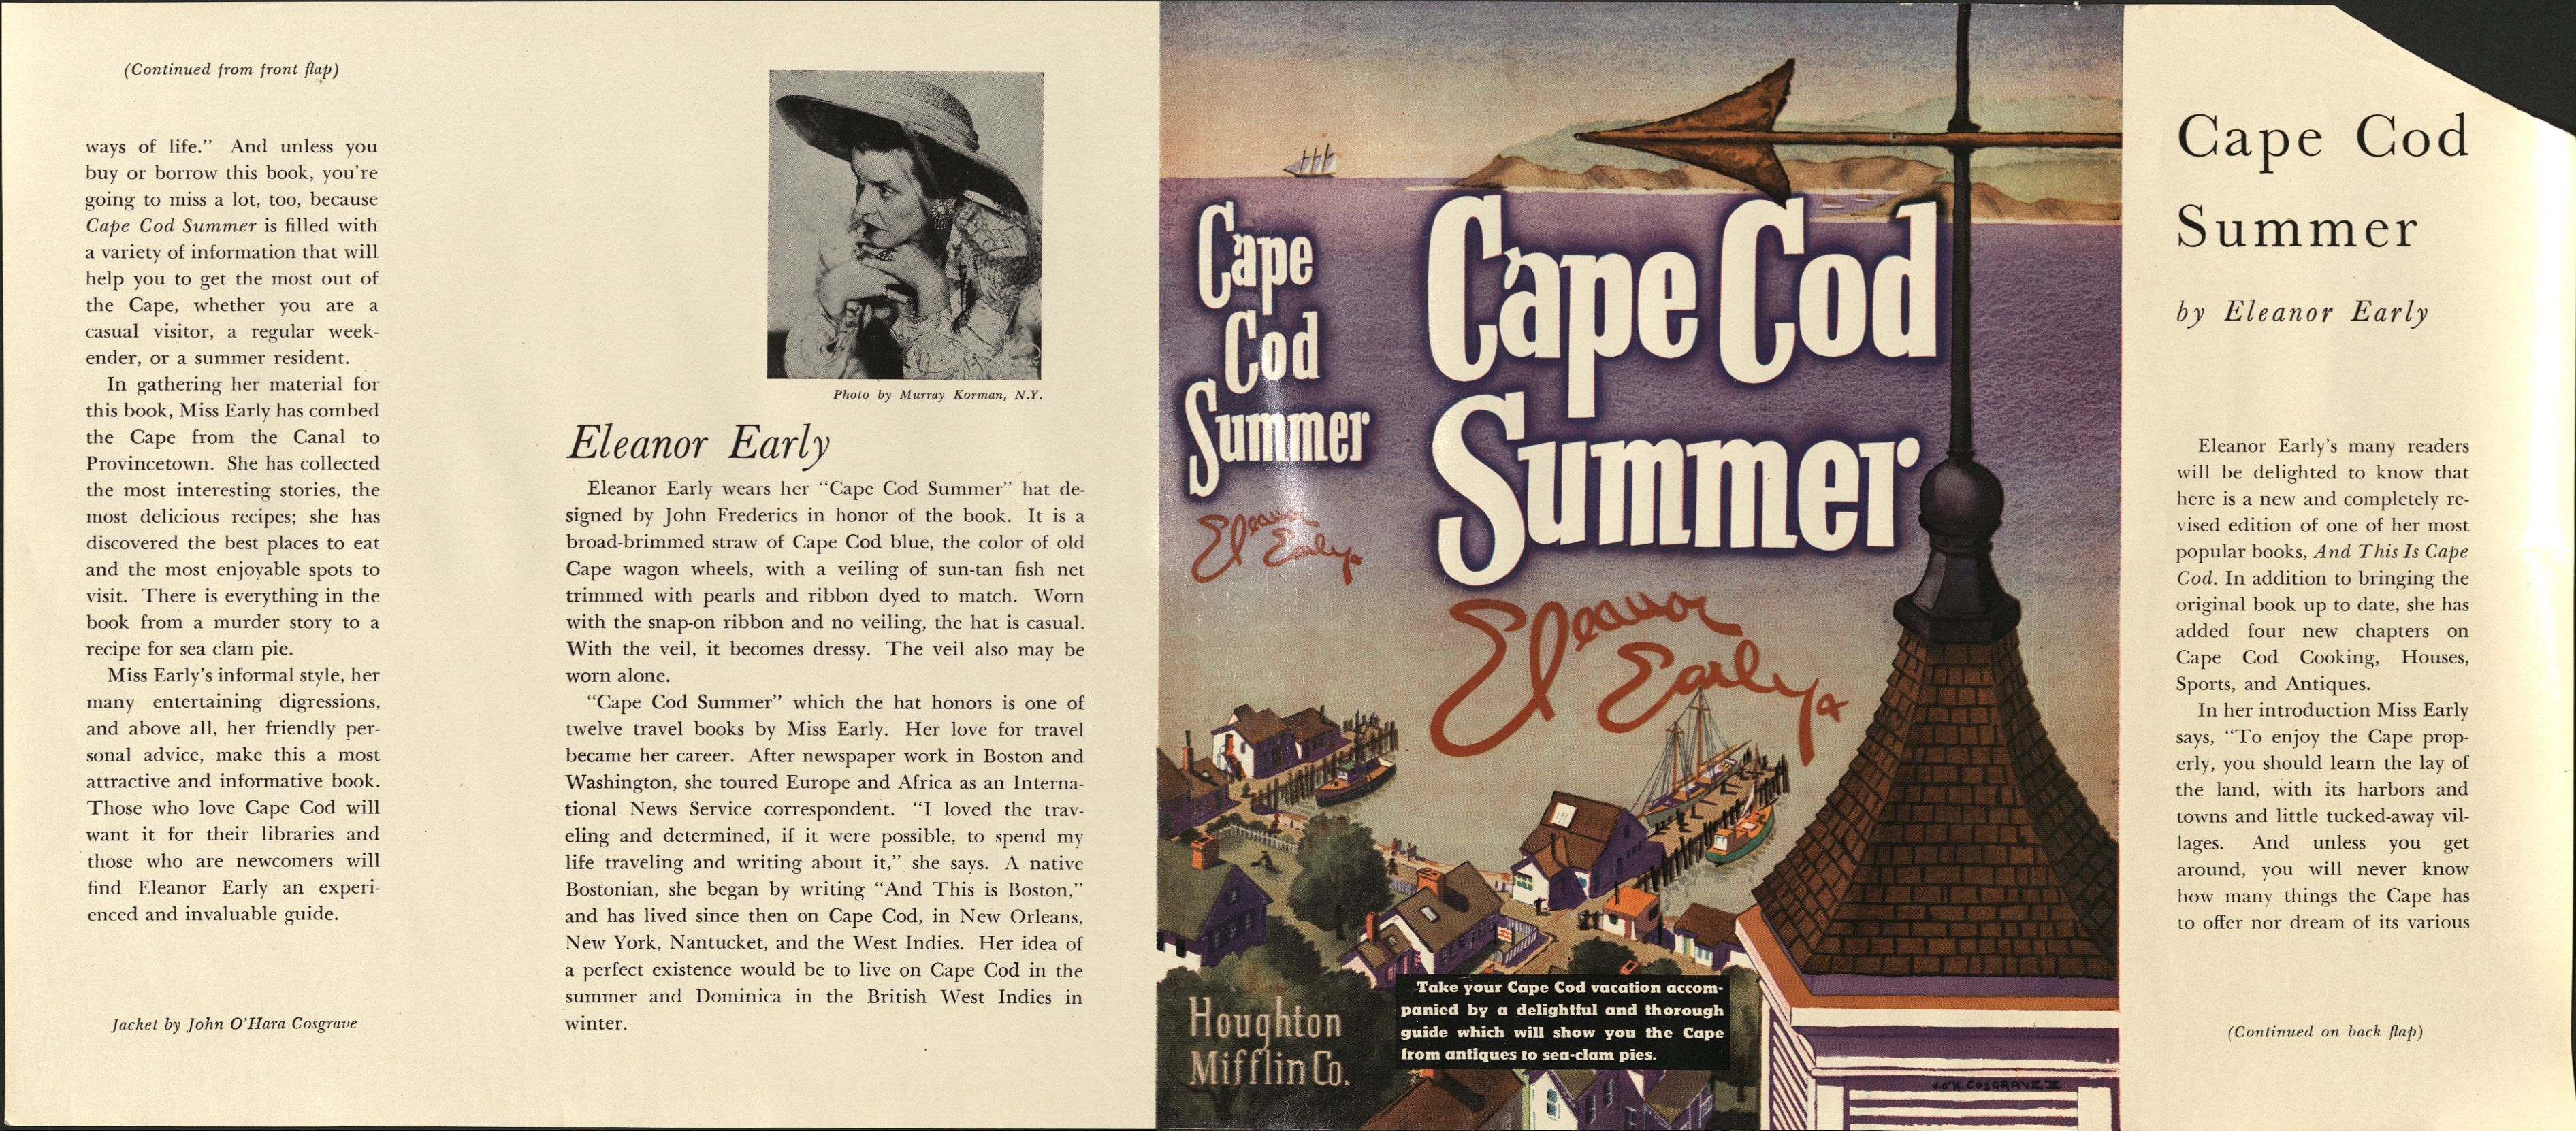 (Continued from front flap)
ways of life." And unless you
buy or borrow this book, you're
going to miss a lot, too, because
Cape Cod Summer is filled with
a variety of information that will
help you to get the most out of
the Cape, whether you are a
casual visitor, a regular week-
ender, or a summer resident.
In gathering her material for
this book, Miss Early has combed
the Cape from the Canal to
Provincetown. She has collected
the most interesting stories, the
most delicious recipes; she has
discovered the best places to eat
and the most enjoyable spots to
visit. There is everything in the
book from a murder story to a
recipe for sea clam pie.
Miss Early's informal style, her
many entertaining digressions,
and above all, her friendly per-
sonal advice, make this a most
attractive and informative book.
Those who love Cape Cod will
want it for their libraries and
those who are newcomers will
find Eleanor Early an experi-
enced and invaluable guide.
Jacket by John O'Hara Cosgrave
Photo by Murray Korman, N.Y.
Eleanor Early
Eleanor Early wears her "Cape Cod Summer" hat de-
signed by John Frederics in honor of the book. It is a
broad-brimmed straw of Cape Cod blue, the color of old
Cape wagon wheels, with a veiling of sun-tan fish net
trimmed with pearls and ribbon dyed to match. Worn
with the snap-on ribbon and no veiling, the hat is casual.
With the veil, it becomes dressy. The veil also may be
worn alone.
"Cape Cod Summer" which the hat honors is one of
twelve travel books by Miss Early. Her love for travel
became her career. After newspaper work in Boston and
Washington, she toured Europe and Africa as an Interna-
tional News Service correspondent. "I loved the trav-
eling and determined, if it were possible, to spend my
life traveling and writing about it," she says. A native
Bostonian, she began by writing "And This is Boston,"
and has lived since then on Cape Cod, in New Orleans,
New York, Nantucket, and the West Indies. Her idea of
a perfect existence would be to live on Cape Cod in the
summer and Dominica in the British West Indies in
winter.
Cape
Cod
Summer
Eleanor
Early
Houghton
Mifflin Co.
Cape Cod
Summer
Eleanor
Early
Take your Cape Cod vacation accom-
panied by a delightful and thorough
guide which will show you the Cape
from antiques to sea-clam pies.
J. O'H. COSGRAVE II
Cape Cod
Summer
by Eleanor Early
Eleanor Early's many readers
will be delighted to know that
here is a new and completely re-
vised edition of one of her most
popular books, And This Is Cape
Cod. In addition to bringing the
original book up to date, she has
added four new chapters on
Cape Cod Cooking, Houses,
Sports, and Antiques.
In her introduction Miss Early
says, "To enjoy the Cape prop-
erly, you should learn the lay of
the land, with its harbors and
towns and little tucked-away vil-
lages. And unless you get
around, you will never know
how many things the Cape has
to offer nor dream of its various
(Continued on back flap)